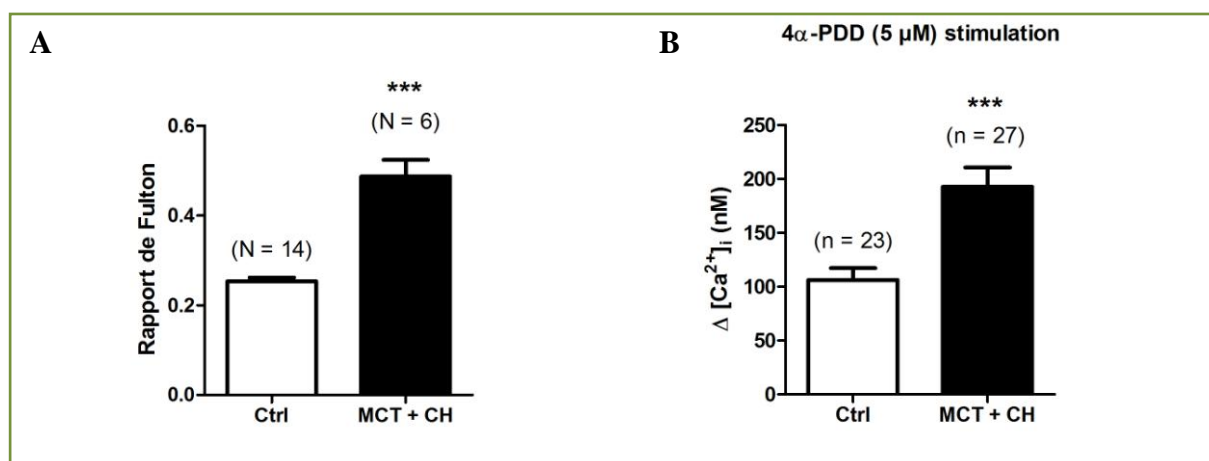 A
***
(N = 6)
(N = 14)
Rapport de Fulton
0.6
0.4
0.2
0.0
Ctrl
MCT + CH
B
4α-PDD (5 µM) stimulation
***
(n = 27)
(n = 23)
Δ [Ca²⁺]ᵢ (nM)
250
200
150
100
50
0
Ctrl
MCT + CH